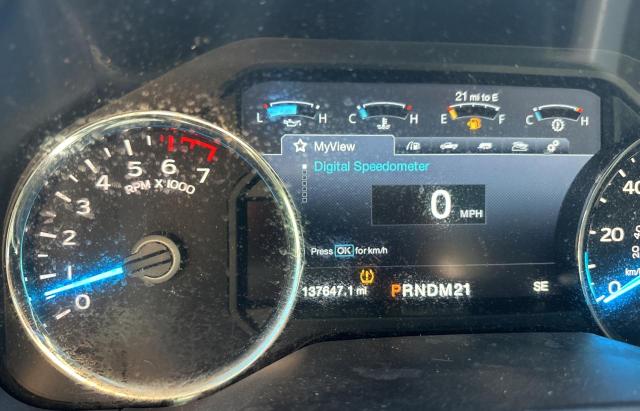 21 mi to E
L H C H E F C H
MyView
Digital Speedometer
0 MPH
Press OK for km/h
137647.1 mi PRNDM21 SE
0 1 2 3 4 5 6 7
RPM X 1000
0 20 40
km/h